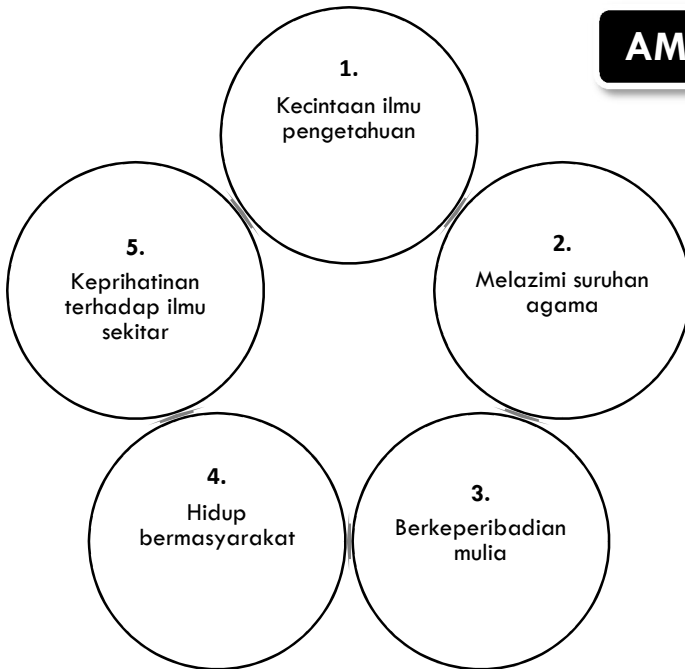 AM
1.
Kecintaan ilmu
pengetahuan
2.
Melazimi suruhan
agama
3.
Berkeperibadian
mulia
4.
Hidup
bermasyarakat
5.
Keprihatinan
terhadap ilmu
sekitar